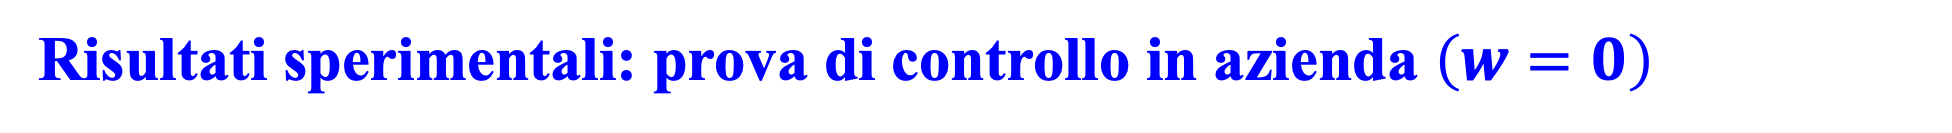 Risultati sperimentali: prova di controllo in azienda (w = 0)